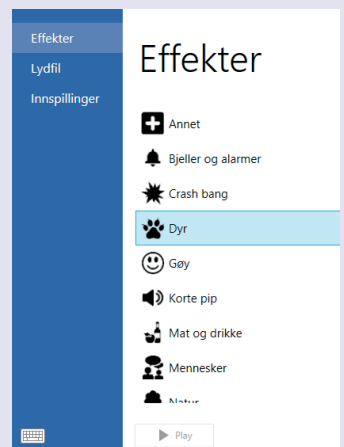 Effekter
Lydfil
Innspillinger
Effekter
Annet
Bjeller og alarmer
Crash bang
Dyr
Gøy
Korte pip
Mat og drikke
Mennesker
Natur
Play